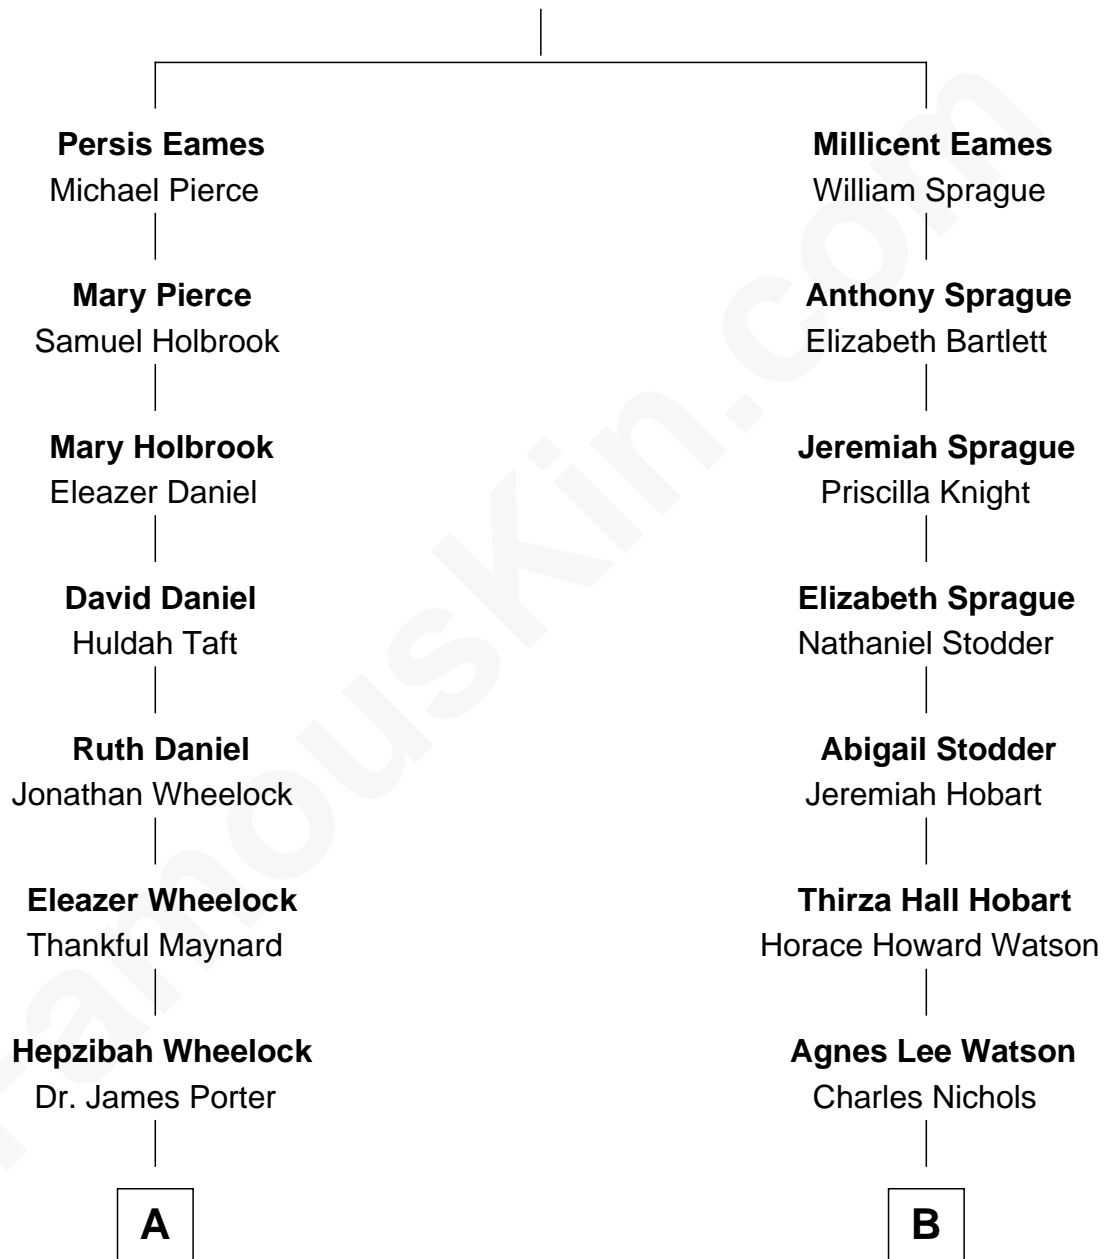 Persis Eames
Michael Pierce
Mary Pierce
Samuel Holbrook
Mary Holbrook
Eleazer Daniel
David Daniel
Huldah Taft
Ruth Daniel
Jonathan Wheelock
Eleazer Wheelock
Thankful Maynard
Hepzibah Wheelock
Dr. James Porter
A
Millicent Eames
William Sprague
Anthony Sprague
Elizabeth Bartlett
Jeremiah Sprague
Priscilla Knight
Elizabeth Sprague
Nathaniel Stodder
Abigail Stodder
Jeremiah Hobart
Thirza Hall Hobart
Horace Howard Watson
Agnes Lee Watson
Charles Nichols
B
FamousKin.com